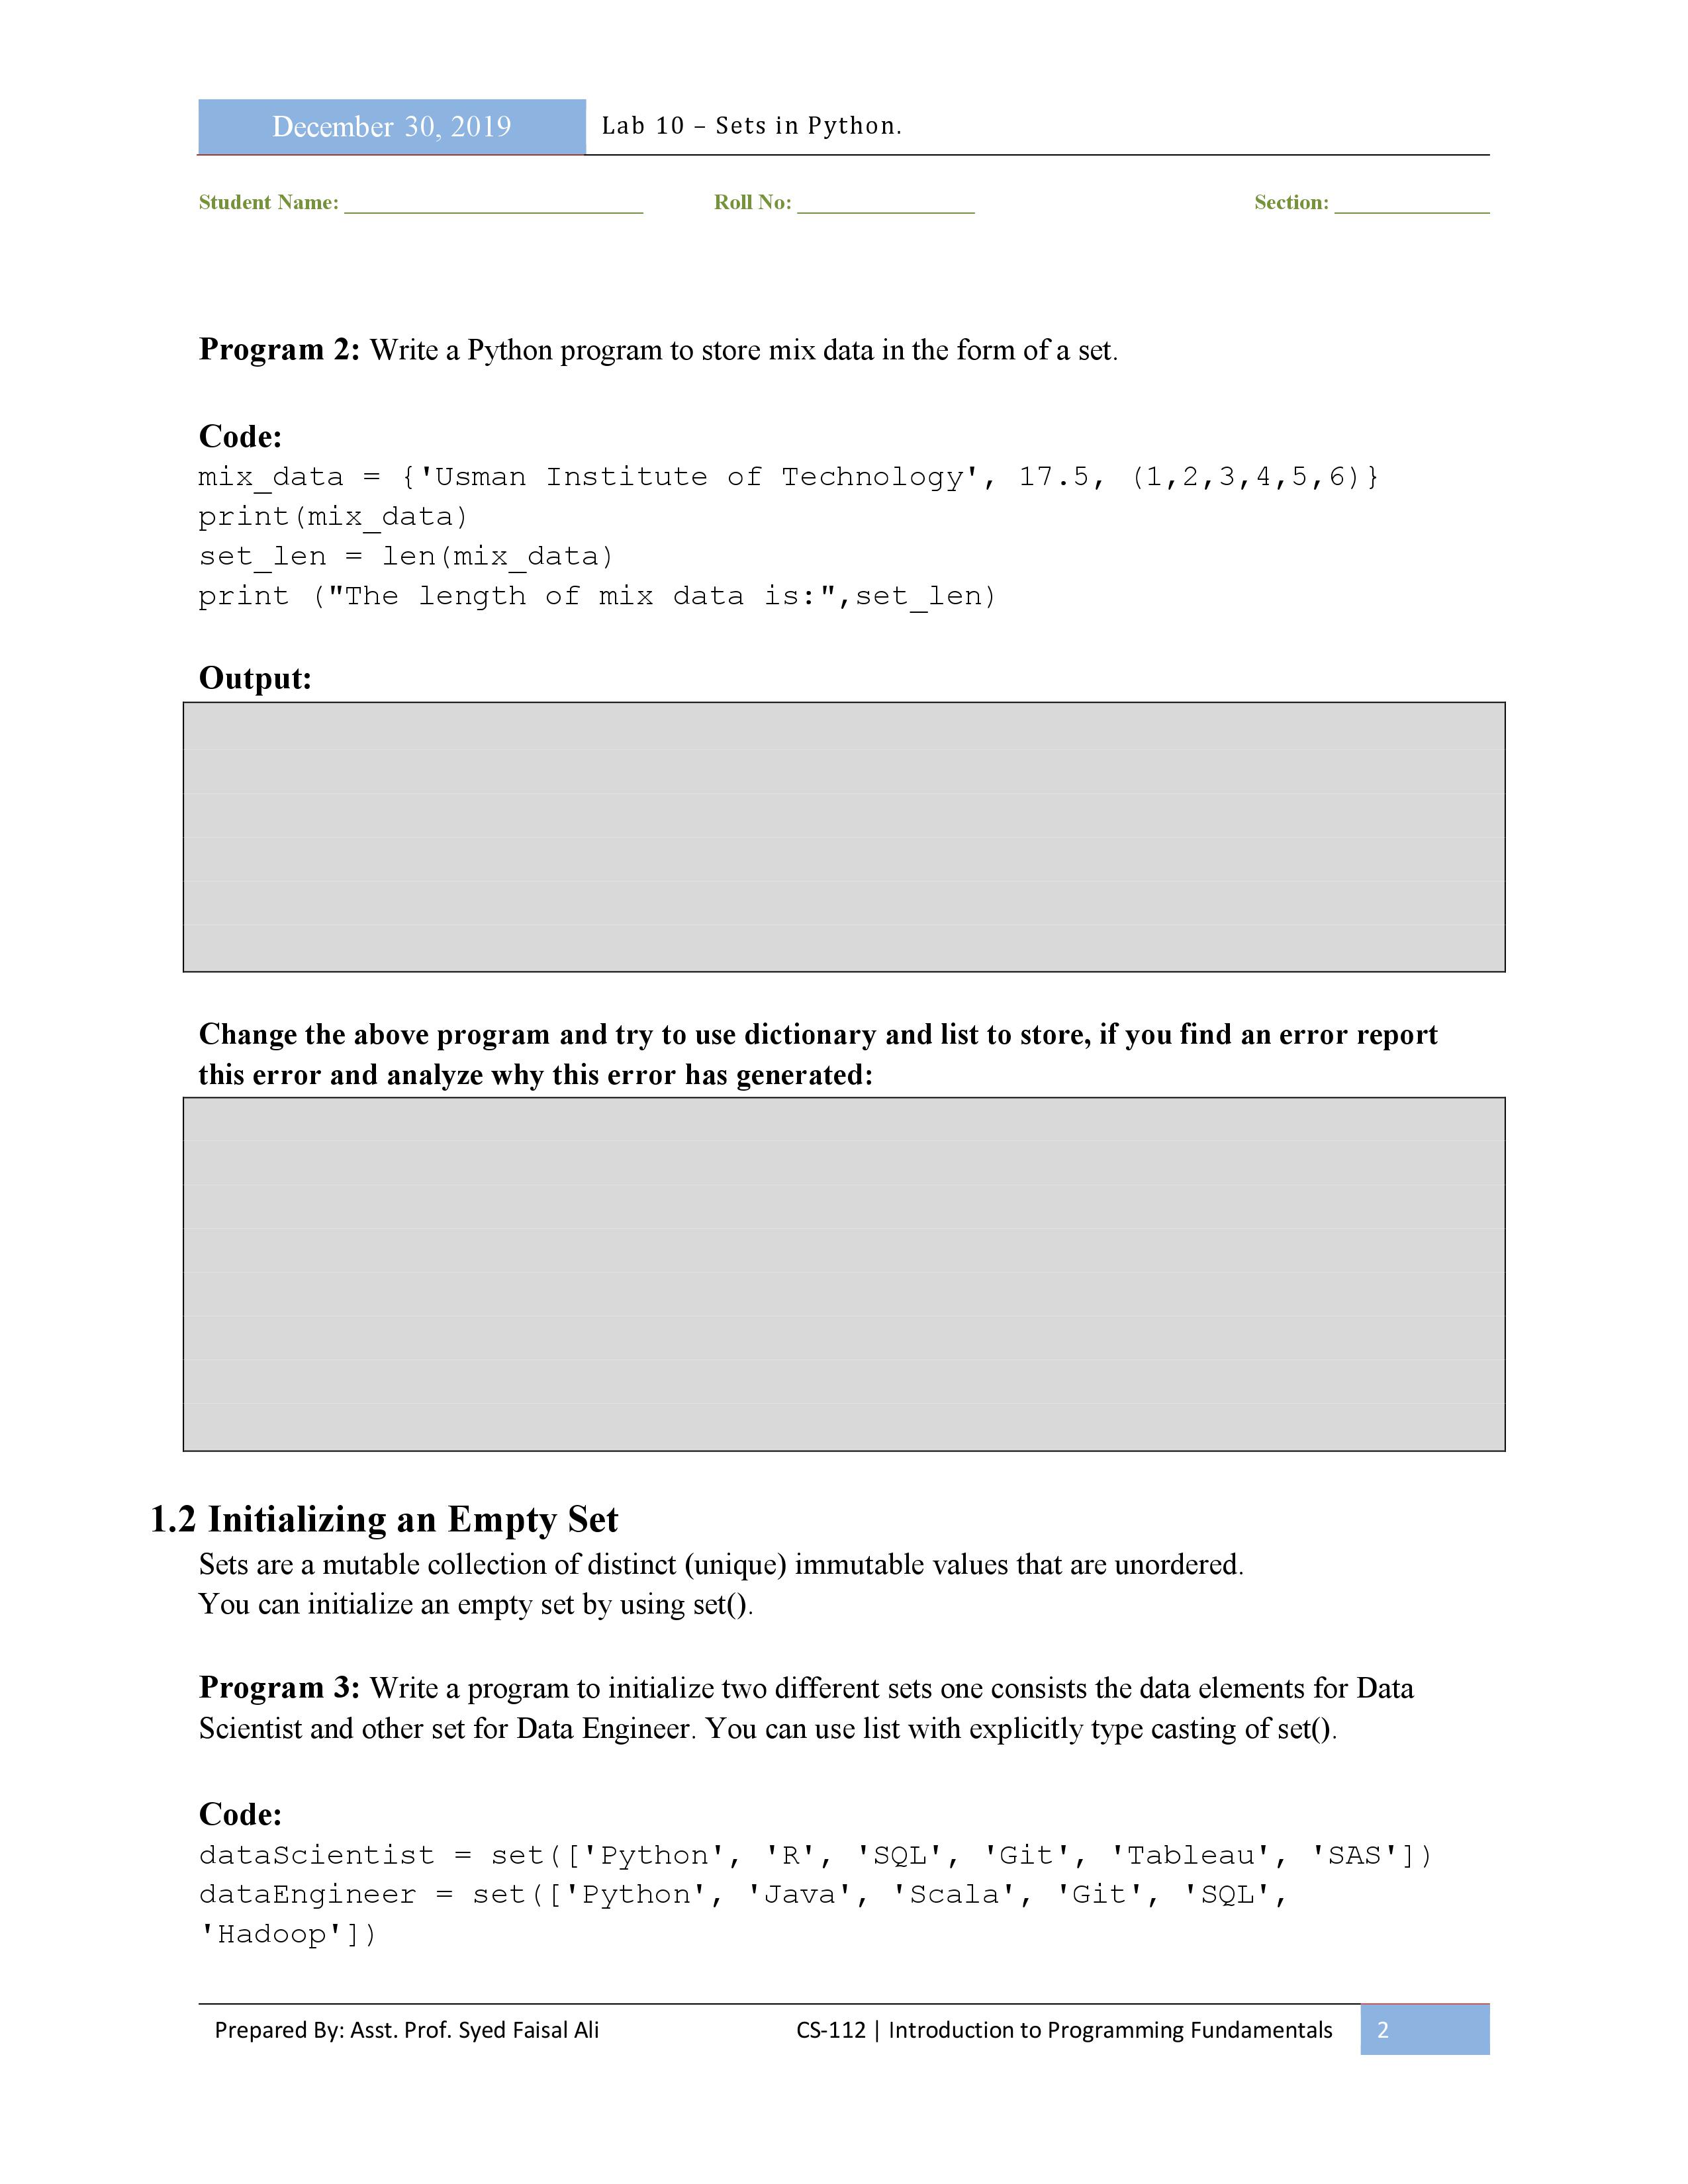 December 30, 2019 Lab 10 – Sets in Python.
Student Name: ___________________________ Roll No: ________________ Section: ______________
Program 2: Write a Python program to store mix data in the form of a set.
Code:
mix_data = {'Usman Institute of Technology', 17.5, (1,2,3,4,5,6)}
print(mix_data)
set_len = len(mix_data)
print ("The length of mix data is:",set_len)
Output:
Change the above program and try to use dictionary and list to store, if you find an error report
this error and analyze why this error has generated:
1.2 Initializing an Empty Set
Sets are a mutable collection of distinct (unique) immutable values that are unordered.
You can initialize an empty set by using set().
Program 3: Write a program to initialize two different sets one consists the data elements for Data
Scientist and other set for Data Engineer. You can use list with explicitly type casting of set().
Code:
dataScientist = set(['Python', 'R', 'SQL', 'Git', 'Tableau', 'SAS'])
dataEngineer = set(['Python', 'Java', 'Scala', 'Git', 'SQL',
'Hadoop'])
Prepared By: Asst. Prof. Syed Faisal Ali CS-112 | Introduction to Programming Fundamentals 2